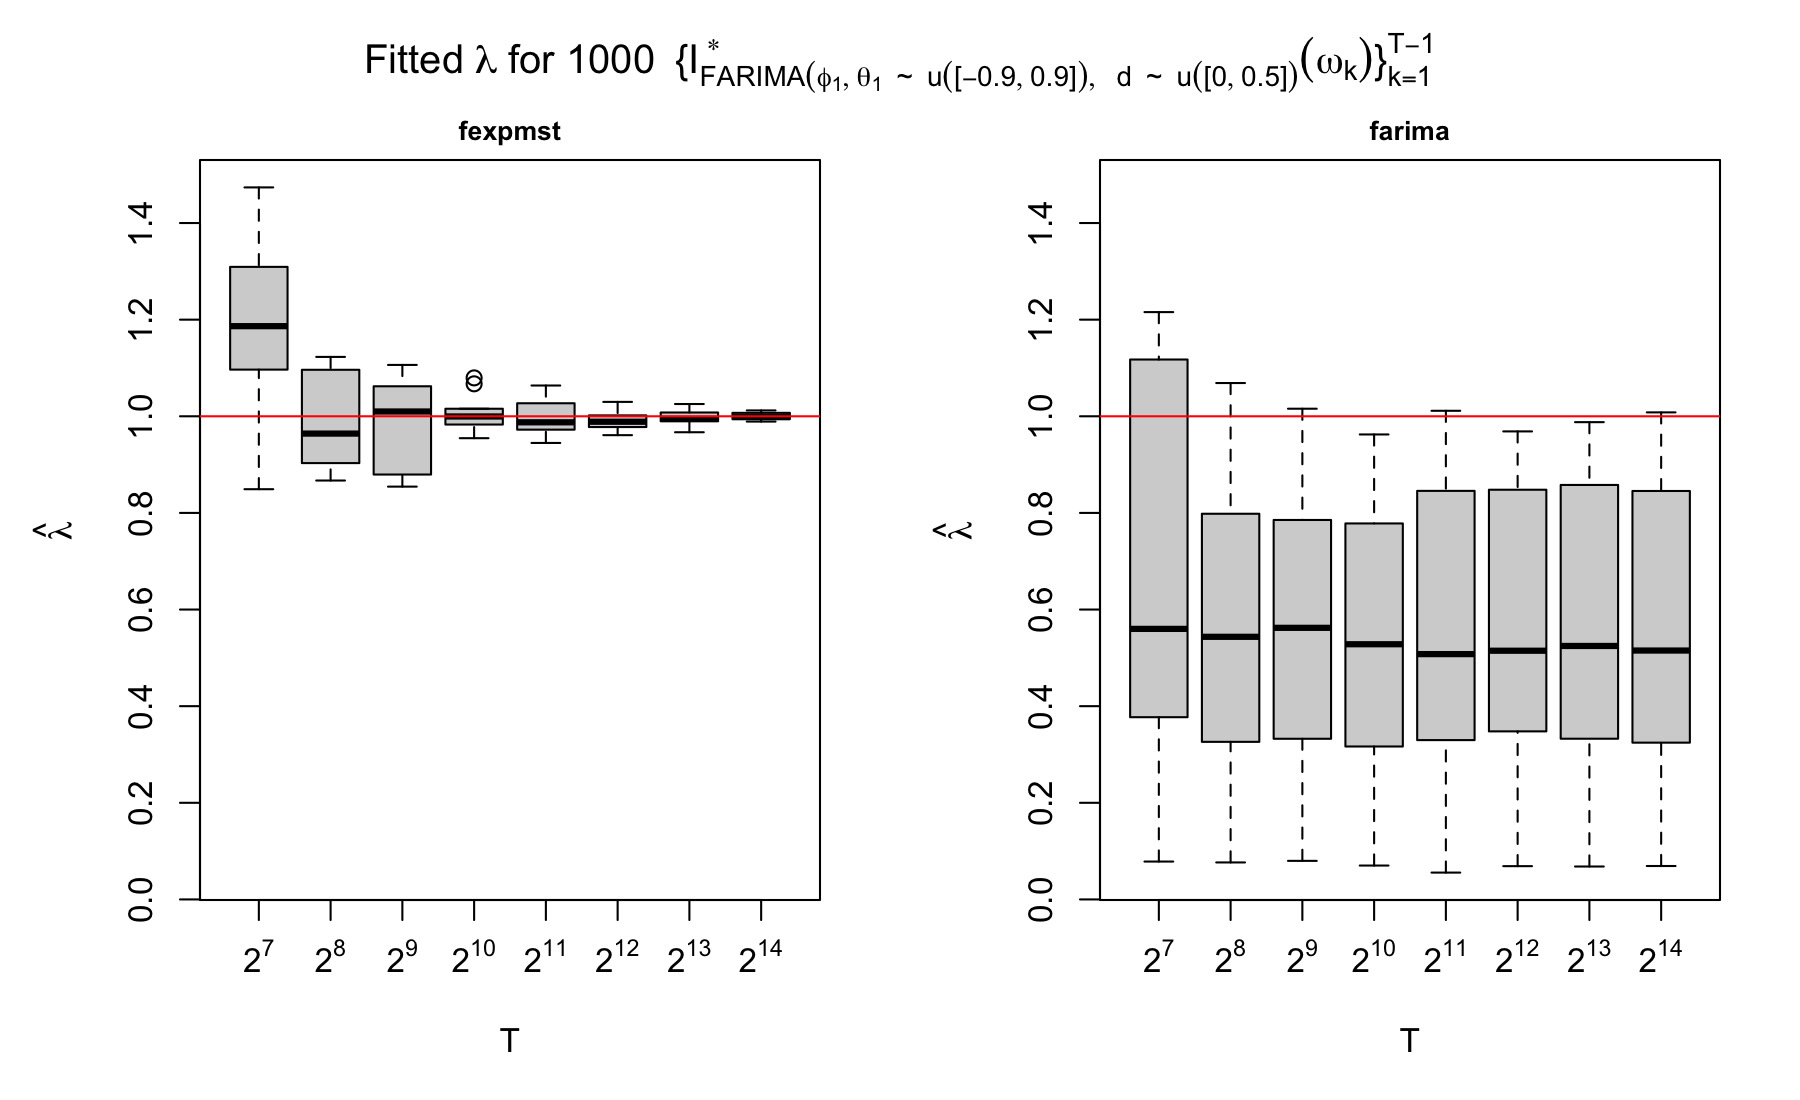 Fitted λ for 1000 {I*FARIMA(ϕ1, θ1 ~ u([−0.9, 0.9]), d ~ u([0, 0.5])(ωk)}T−1k=1
fexpmst
1.4
1.2
1.0
0.8
0.6
0.4
0.2
0.0
λ̂
2^7 2^8 2^9 2^10 2^11 2^12 2^13 2^14
T
farima
1.4
1.2
1.0
0.8
0.6
0.4
0.2
0.0
λ̂
2^7 2^8 2^9 2^10 2^11 2^12 2^13 2^14
T